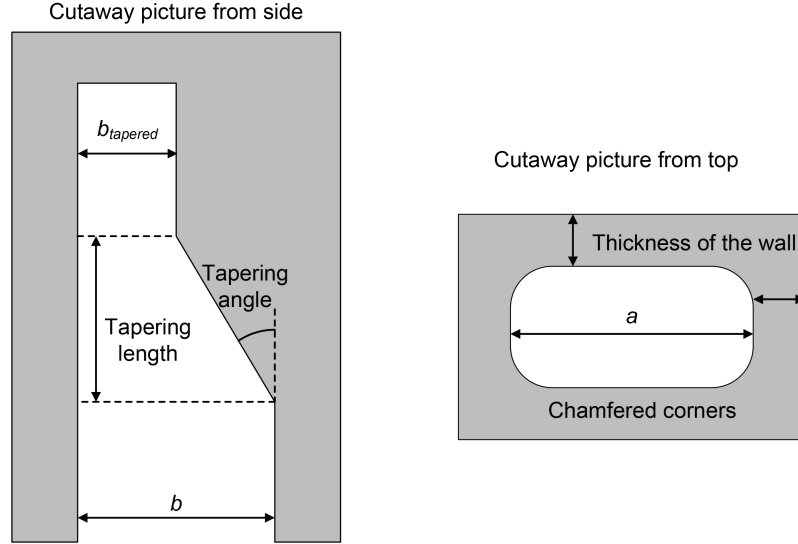 Cutaway picture from side
b_tapered
Tapering
angle
Tapering
length
b
Cutaway picture from top
Thickness of the wall
a
Chamfered corners